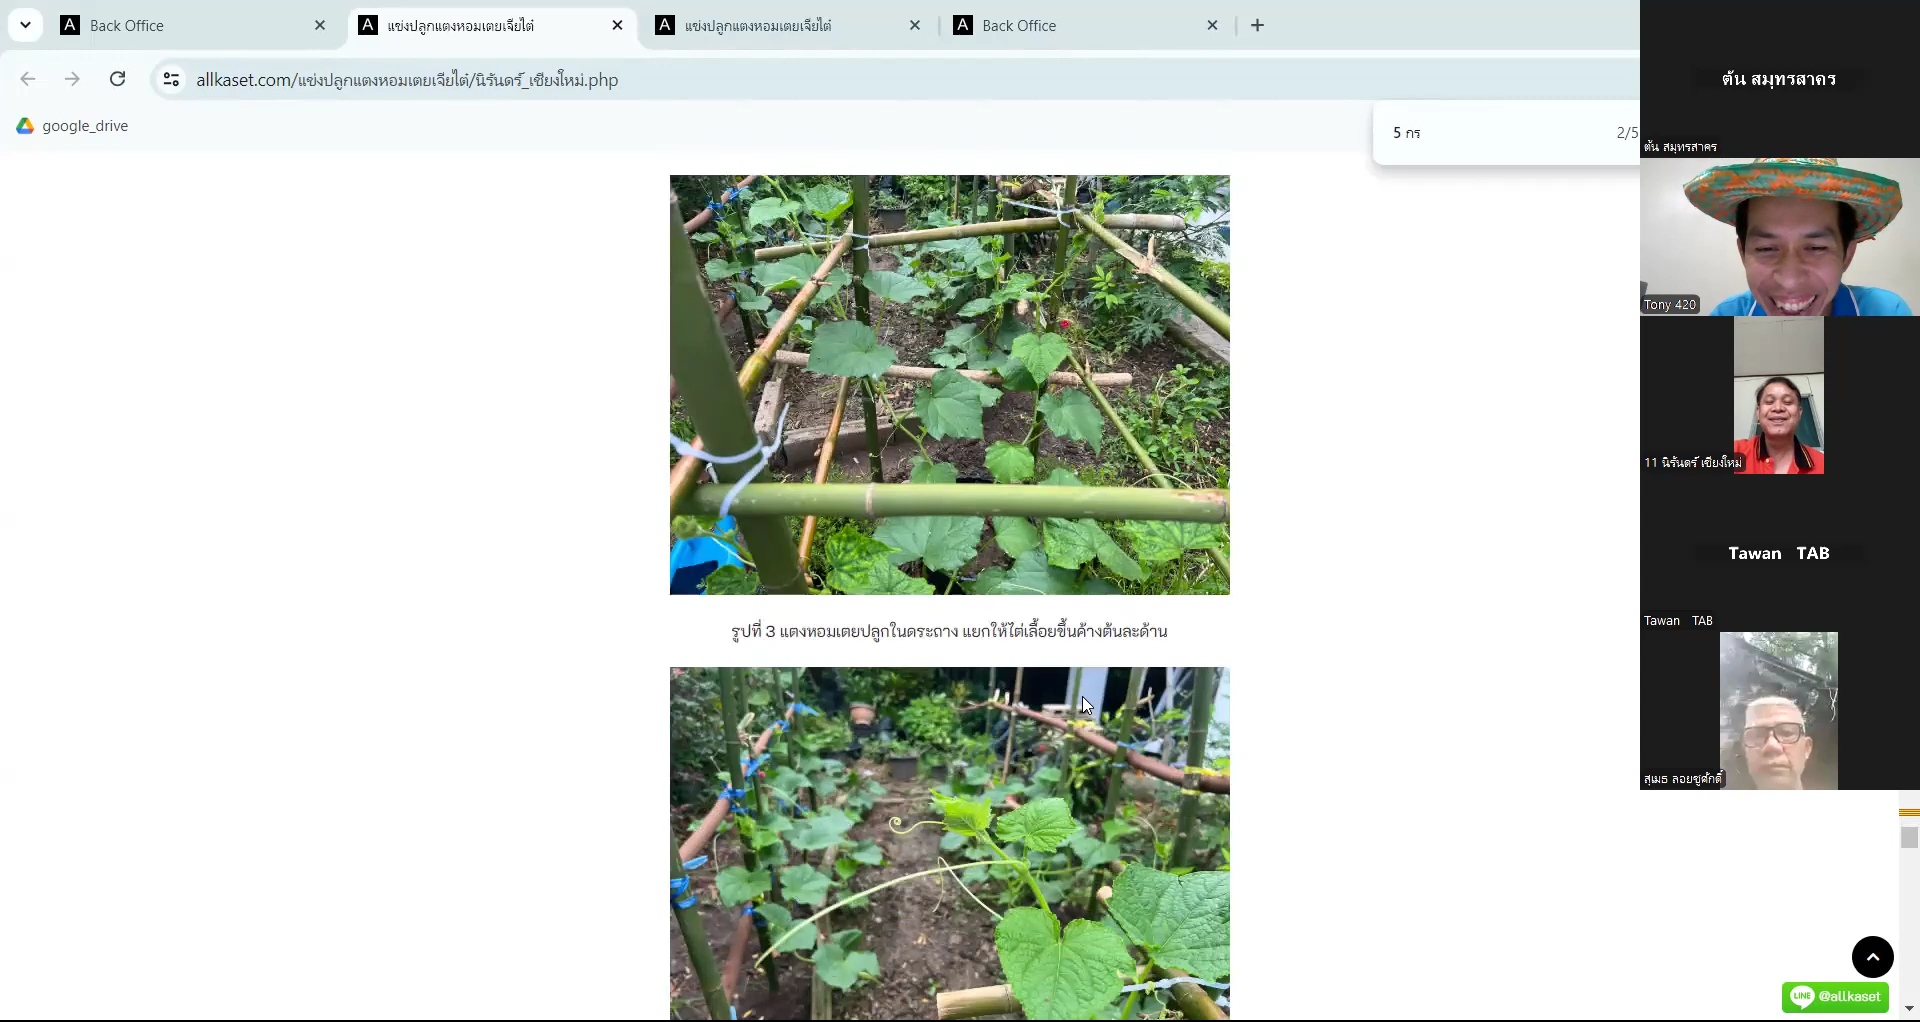 Back Office
แข่งปลูกแตงหอมเตยเจียไต๋
แข่งปลูกแตงหอมเตยเจียไต๋
Back Office
allkaset.com/แข่งปลูกแตงหอมเตยเจียไต๋/นิรันดร์_เชียงใหม่.php
google_drive
5 กร
2/5
รูปที่ 3 แตงหอมเตยปลูกในดระถาง แยกให้ไต่เลื้อยขึ้นค้างต้นละด้าน
ต้น สมุทรสาคร
ต้น สมุทรสาคร
Tony 420
11 นิรันดร์ เชียงใหม่
Tawan TAB
Tawan TAB
สุเมธ ลอยชูศักดิ์
LINE @allkaset